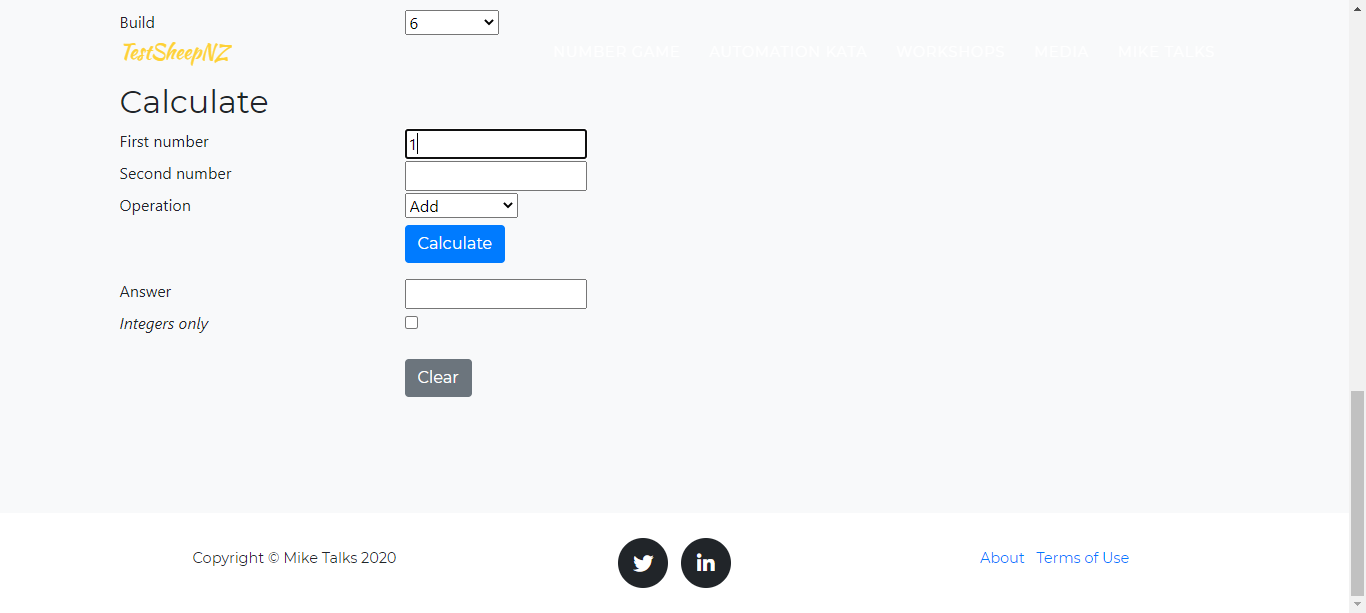 Build 6
TestSheepNZ NUMBER GAME AUTOMATION KATA WORKSHOPS MEDIA MIKE TALKS
Calculate
First number 1
Second number
Operation Add
Calculate
Answer
Integers only
Clear
Copyright © Mike Talks 2020 in About Terms of Use